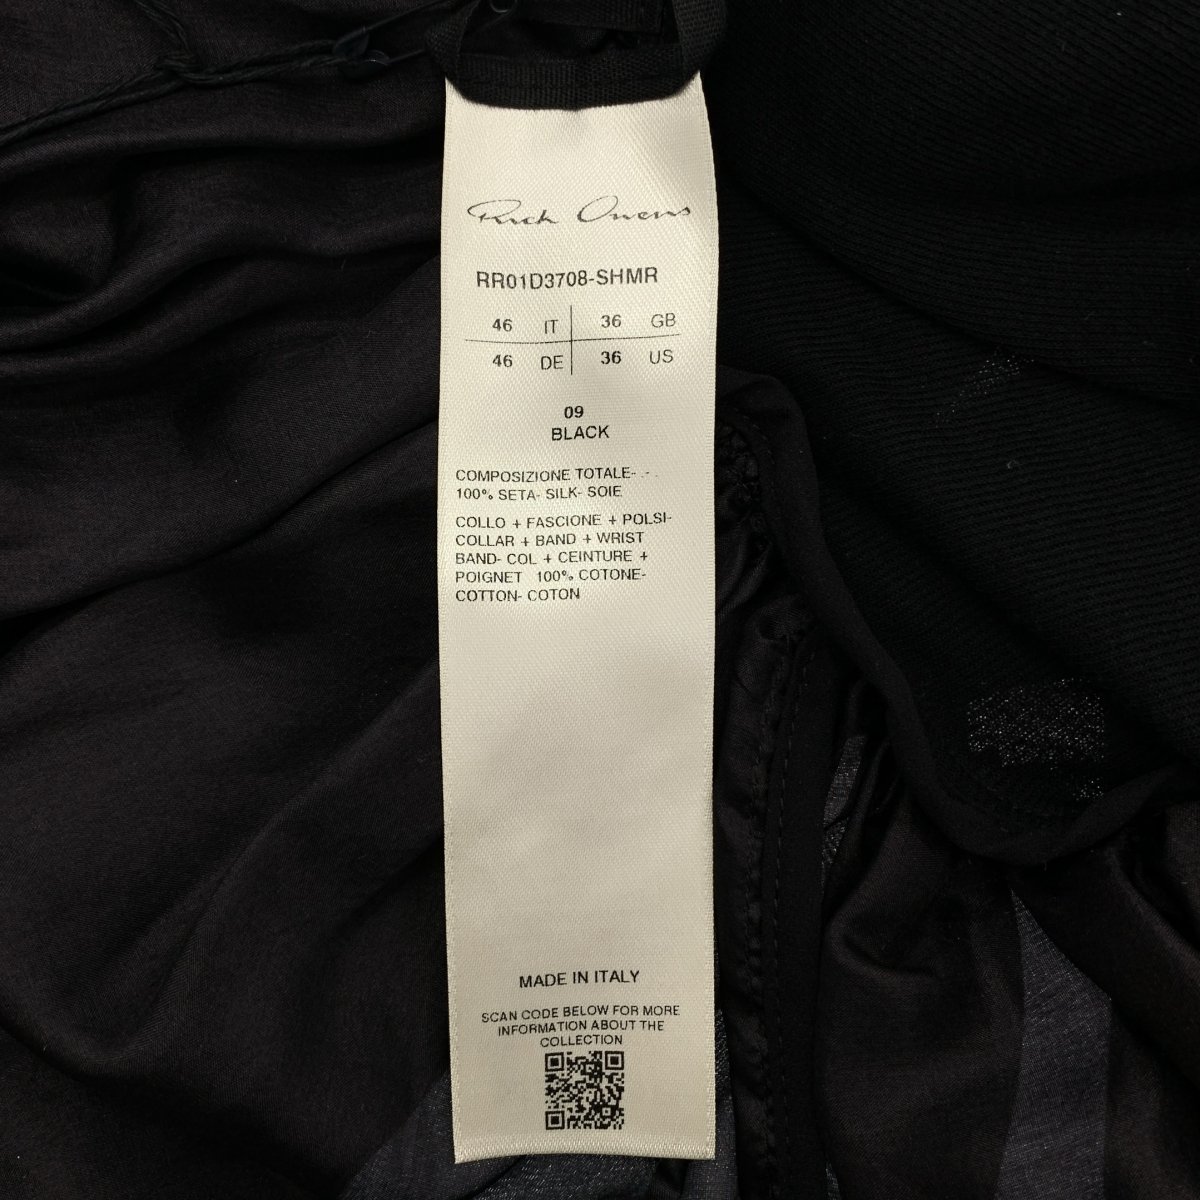 Rick Owens
RR01D3708-SHMR
46 IT 36 GB
46 DE 36 US
09
BLACK
COMPOSIZIONE TOTALE-
100% SETA- SILK- SOIE
COLLO + FASCIONE + POLSI-
COLLAR + BAND + WRIST
BAND- COL + CEINTURE +
POIGNET 100% COTONE-
COTTON- COTON
MADE IN ITALY
SCAN CODE BELOW FOR MORE
INFORMATION ABOUT THE
COLLECTION